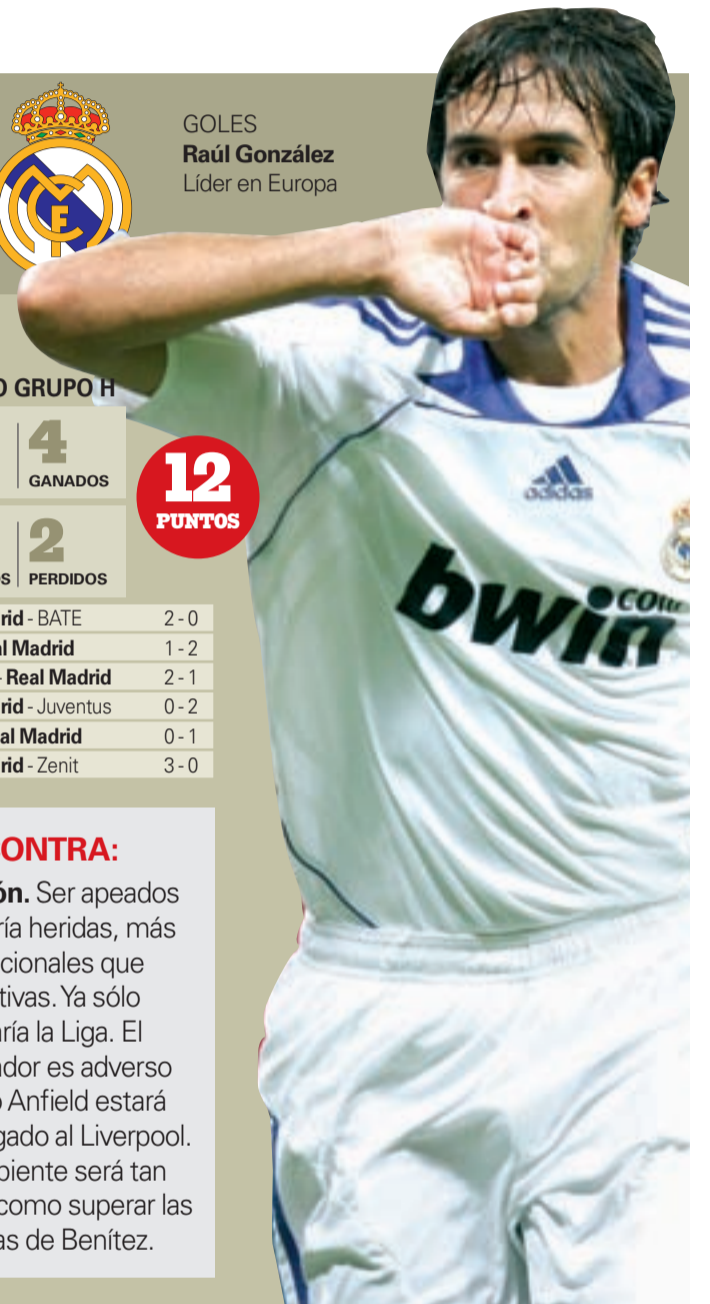 GOLES
Raúl González
Líder en Europa
O GRUPO H
4
GANADOS
12
PUNTOS
2
OS PERDIDOS
rid - BATE 2 - 0
al Madrid 1 - 2
- Real Madrid 2 - 1
rid - Juventus 0 - 2
al Madrid 0 - 1
rid - Zenit 3 - 0
CONTRA:
ón. Ser apeados
ría heridas, más
cionales que
tivas. Ya sólo
aría la Liga. El
ador es adverso
o Anfield estará
gado al Liverpool.
piente será tan
como superar las
as de Benítez.
adidas
bwin.com